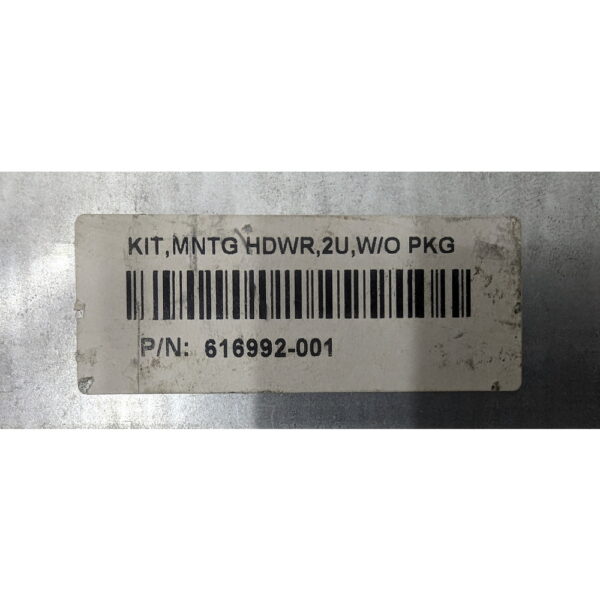 KIT,MNTG HDWR,2U,W/O PKG
P/N: 616992-001